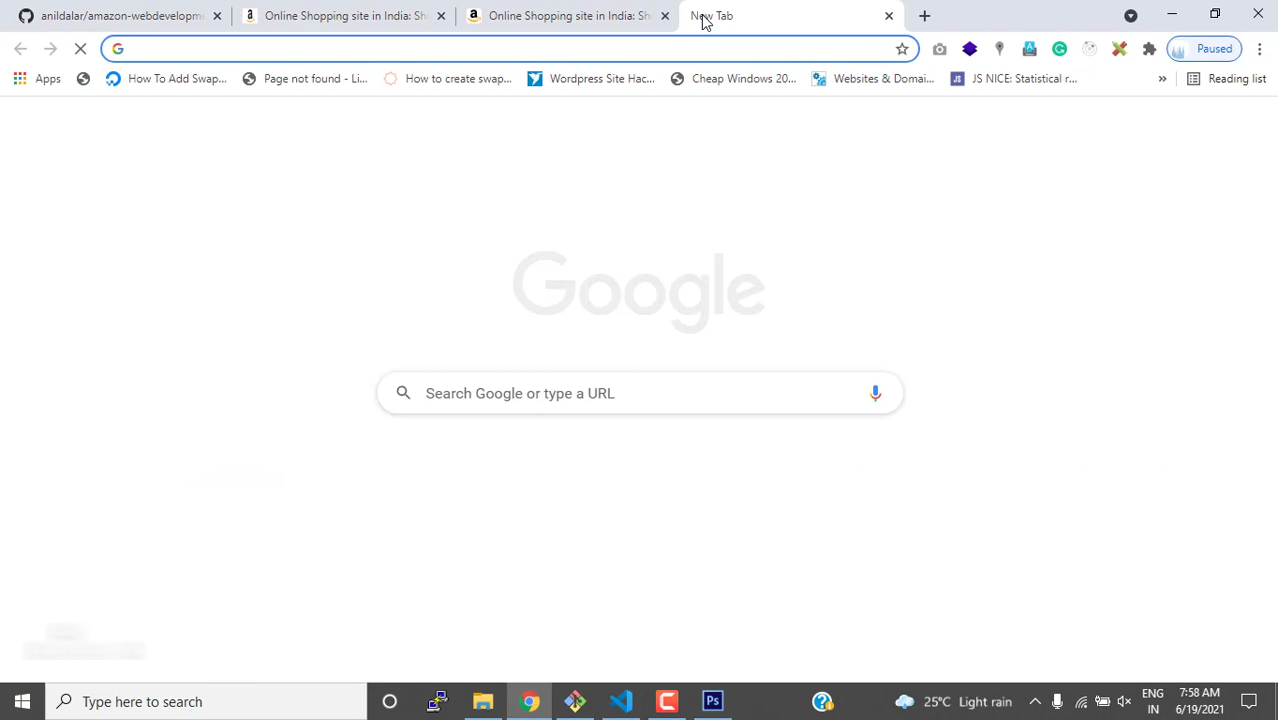 anildalar/amazon-webdevelopm
Online Shopping site in India: Sh
Online Shopping site in India: Sh
New Tab
Paused
Apps
How To Add Swap...
Page not found - Li...
How to create swap...
Wordpress Site Hac...
Cheap Windows 20...
Websites & Domai...
JS NICE: Statistical r...
»
Reading list
Google
Search Google or type a URL
Type here to search
25°C Light rain
ENG
IN
7:58 AM
6/19/2021